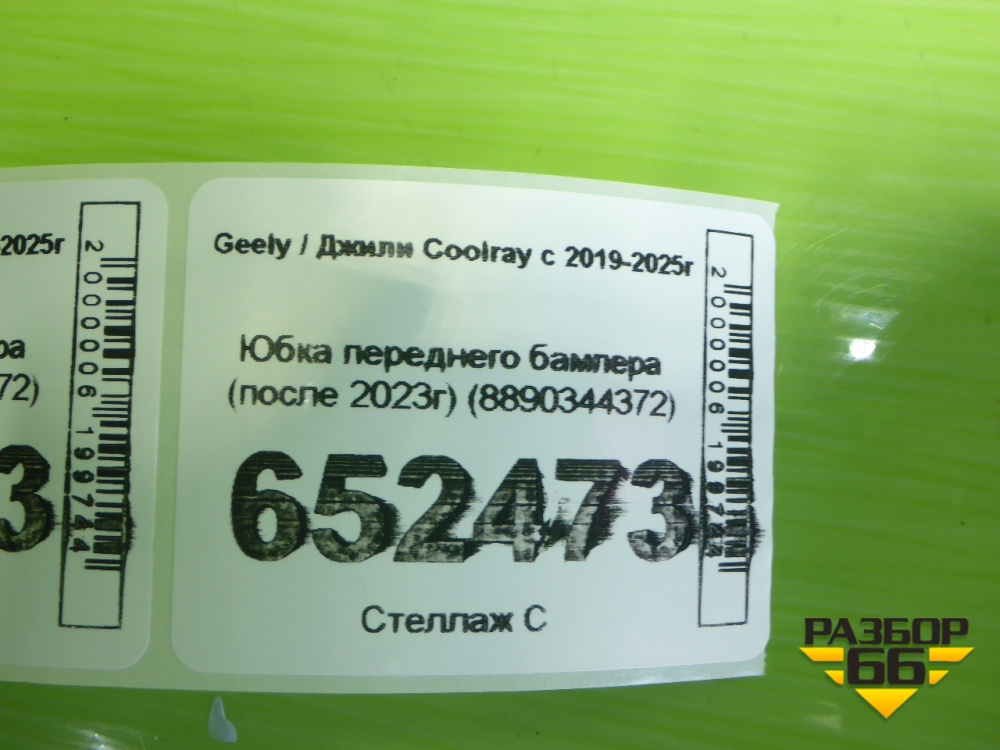 -2025г
ра
72)
3
2000006199744
Geely / Джили Coolray с 2019-2025г
Юбка переднего бампера
(после 2023г) (8890344372)
652473
Стеллаж С
2000006199744
РАЗБОР
66